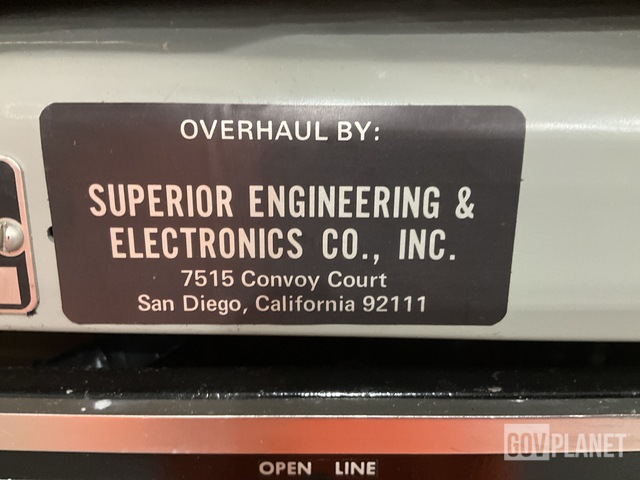 OVERHAUL BY:
SUPERIOR ENGINEERING &
ELECTRONICS CO., INC.
7515 Convoy Court
San Diego, California 92111
OPEN LINE
GOVPLANET